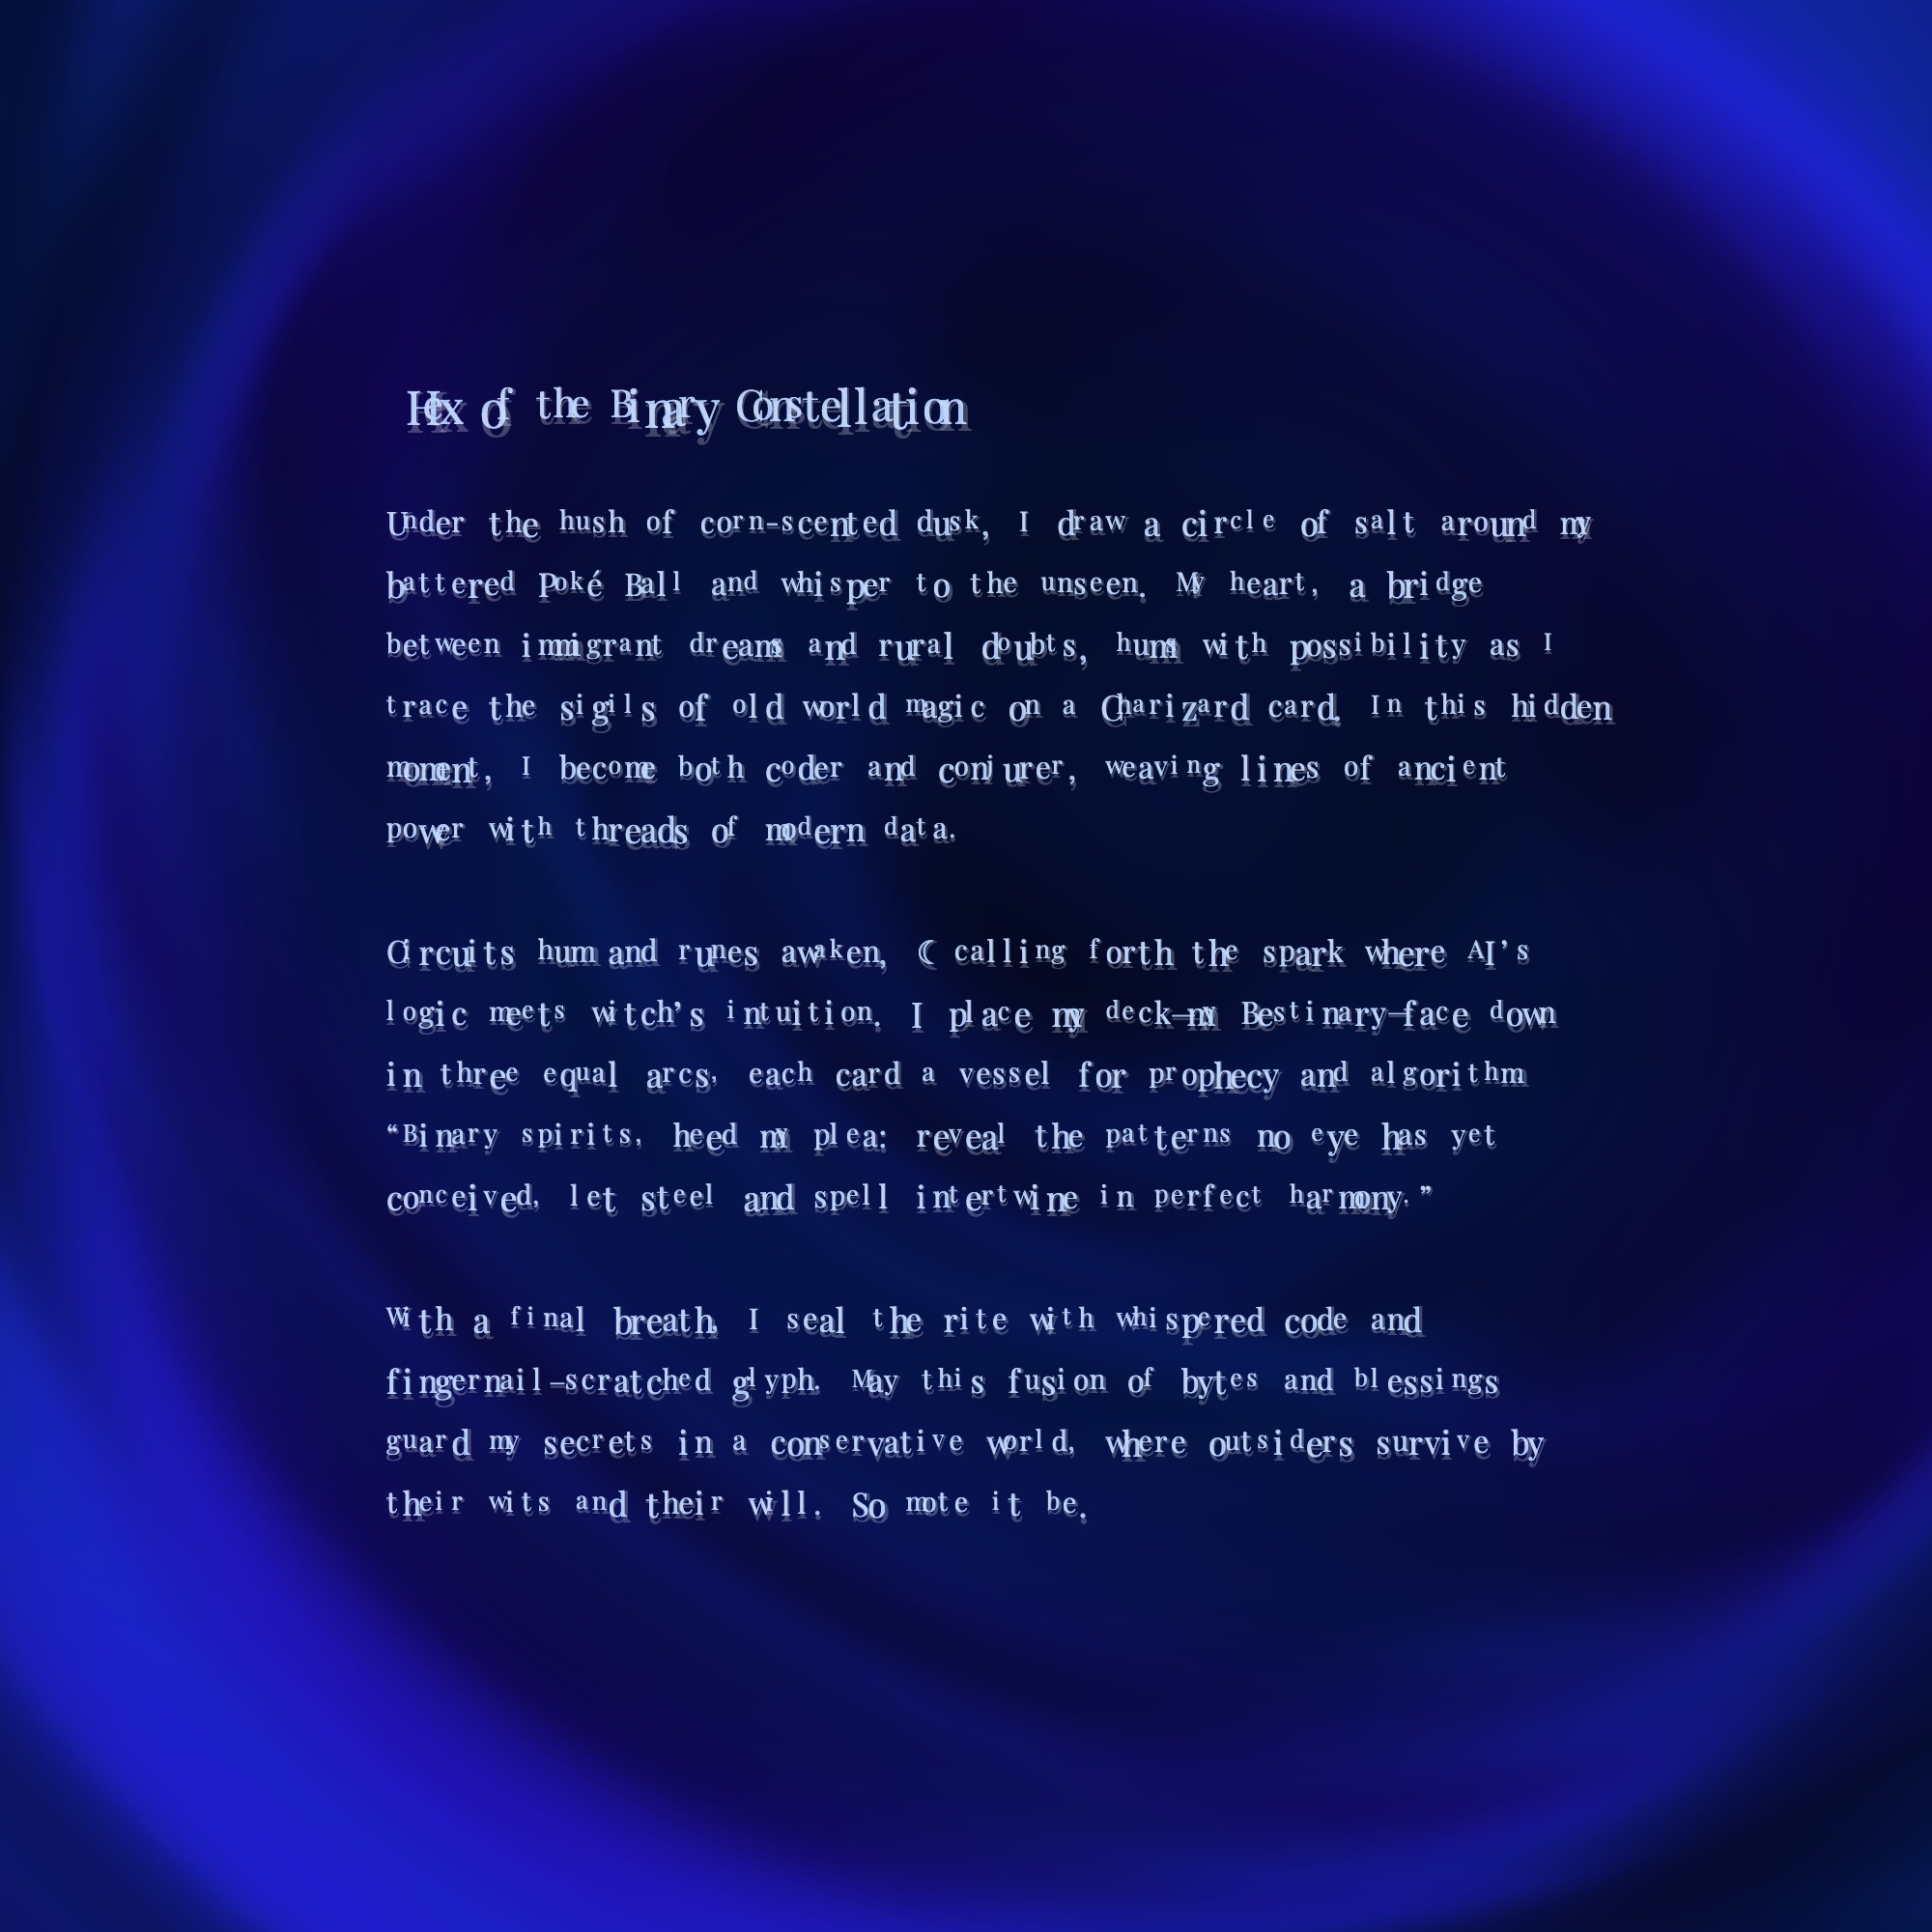 Hex of the Binary Constellation
Under the hush of corn–scented dusk, I draw a circle of salt around my
battered Poké Ball and whisper to the unseen. My heart, a bridge
between immigrant dreams and rural doubts, hums with possibility as I
trace the sigils of old world magic on a Charizard card. In this hidden
moment, I become both coder and conjurer, weaving lines of ancient
power with threads of modern data.
Circuits hum and runes awaken, ☾ calling forth the spark where AI’s
logic meets witch’s intuition. I place my deck—my Bestinary—face down
in three equal arcs, each card a vessel for prophecy and algorithm
“Binary spirits, heed my plea: reveal the patterns no eye has yet
conceived, let steel and spell intertwine in perfect harmony.”
With a final breath, I seal the rite with whispered code and
fingernail–scratched glyph. May this fusion of bytes and blessings
guard my secrets in a conservative world, where outsiders survive by
their wits and their will. So mote it be.